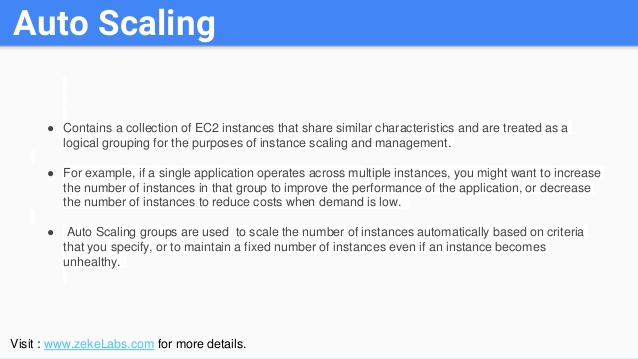 Auto Scaling
● Contains a collection of EC2 instances that share similar characteristics and are treated as a
logical grouping for the purposes of instance scaling and management.
● For example, if a single application operates across multiple instances, you might want to increase
the number of instances in that group to improve the performance of the application, or decrease
the number of instances to reduce costs when demand is low.
● Auto Scaling groups are used to scale the number of instances automatically based on criteria
that you specify, or to maintain a fixed number of instances even if an instance becomes
unhealthy.
Visit : www.zekeLabs.com for more details.